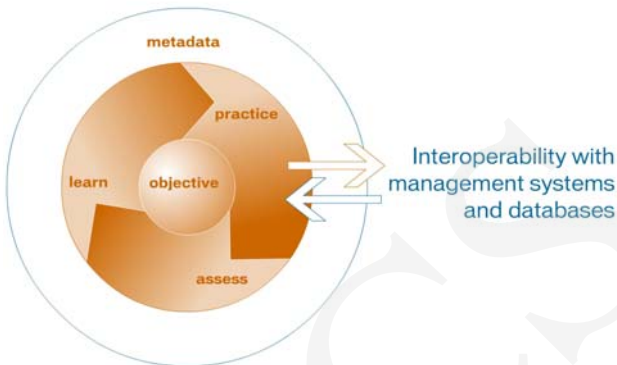 metadata
practice
learn
objective
assess
Interoperability with
management systems
and databases